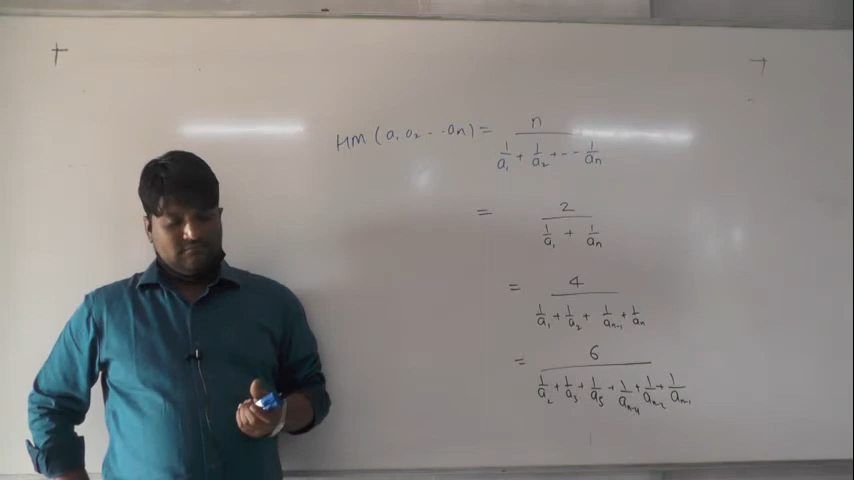 HM (a₁ a₂ - - aₙ) = n / (1/a₁ + 1/a₂ + - - 1/aₙ)
= 2 / (1/a₁ + 1/aₙ)
= 4 / (1/a₁ + 1/a₂ + 1/aₙ₋₁ + 1/aₙ)
= 6 / (1/a₂ + 1/a₃ + 1/a₅ + 1/aₙ₋₄ + 1/aₙ₋₂ + 1/aₙ₋₁)